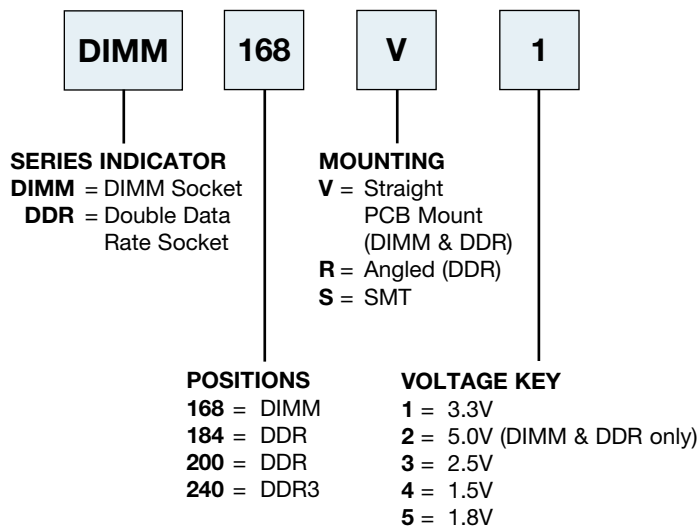 DIMM 168 V 1
SERIES INDICATOR
DIMM = DIMM Socket
DDR = Double Data
Rate Socket
MOUNTING
V = Straight
PCB Mount
(DIMM & DDR)
R = Angled (DDR)
S = SMT
POSITIONS
168 = DIMM
184 = DDR
200 = DDR
240 = DDR3
VOLTAGE KEY
1 = 3.3V
2 = 5.0V (DIMM & DDR only)
3 = 2.5V
4 = 1.5V
5 = 1.8V